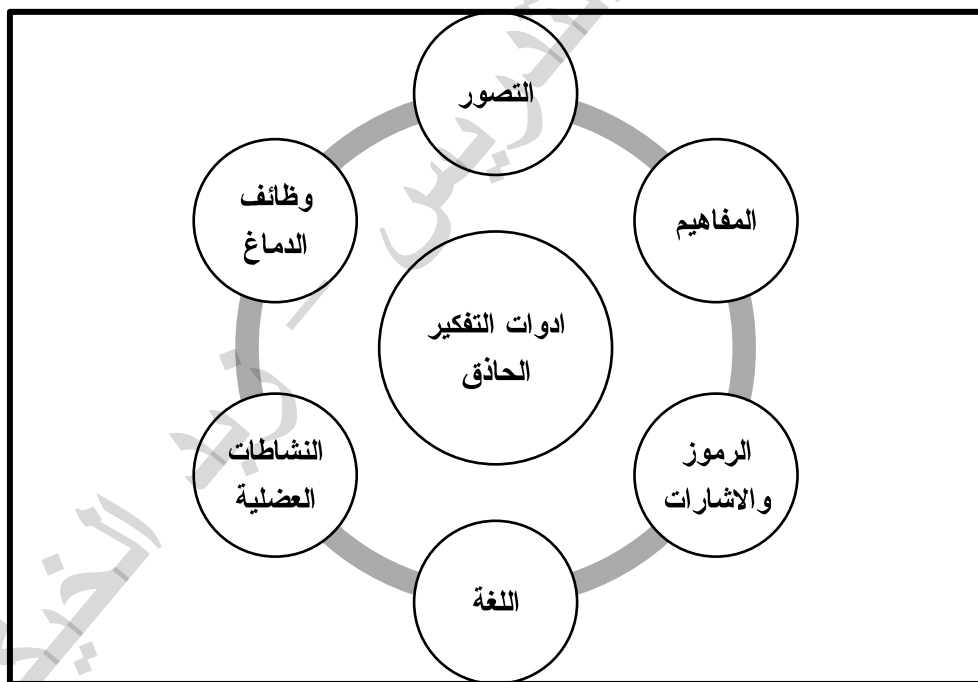 التصور
المفاهيم
الرموز
والاشارات
اللغة
النشاطات
العضلية
وظائف
الدماغ
ادوات التفكير
الحاذق